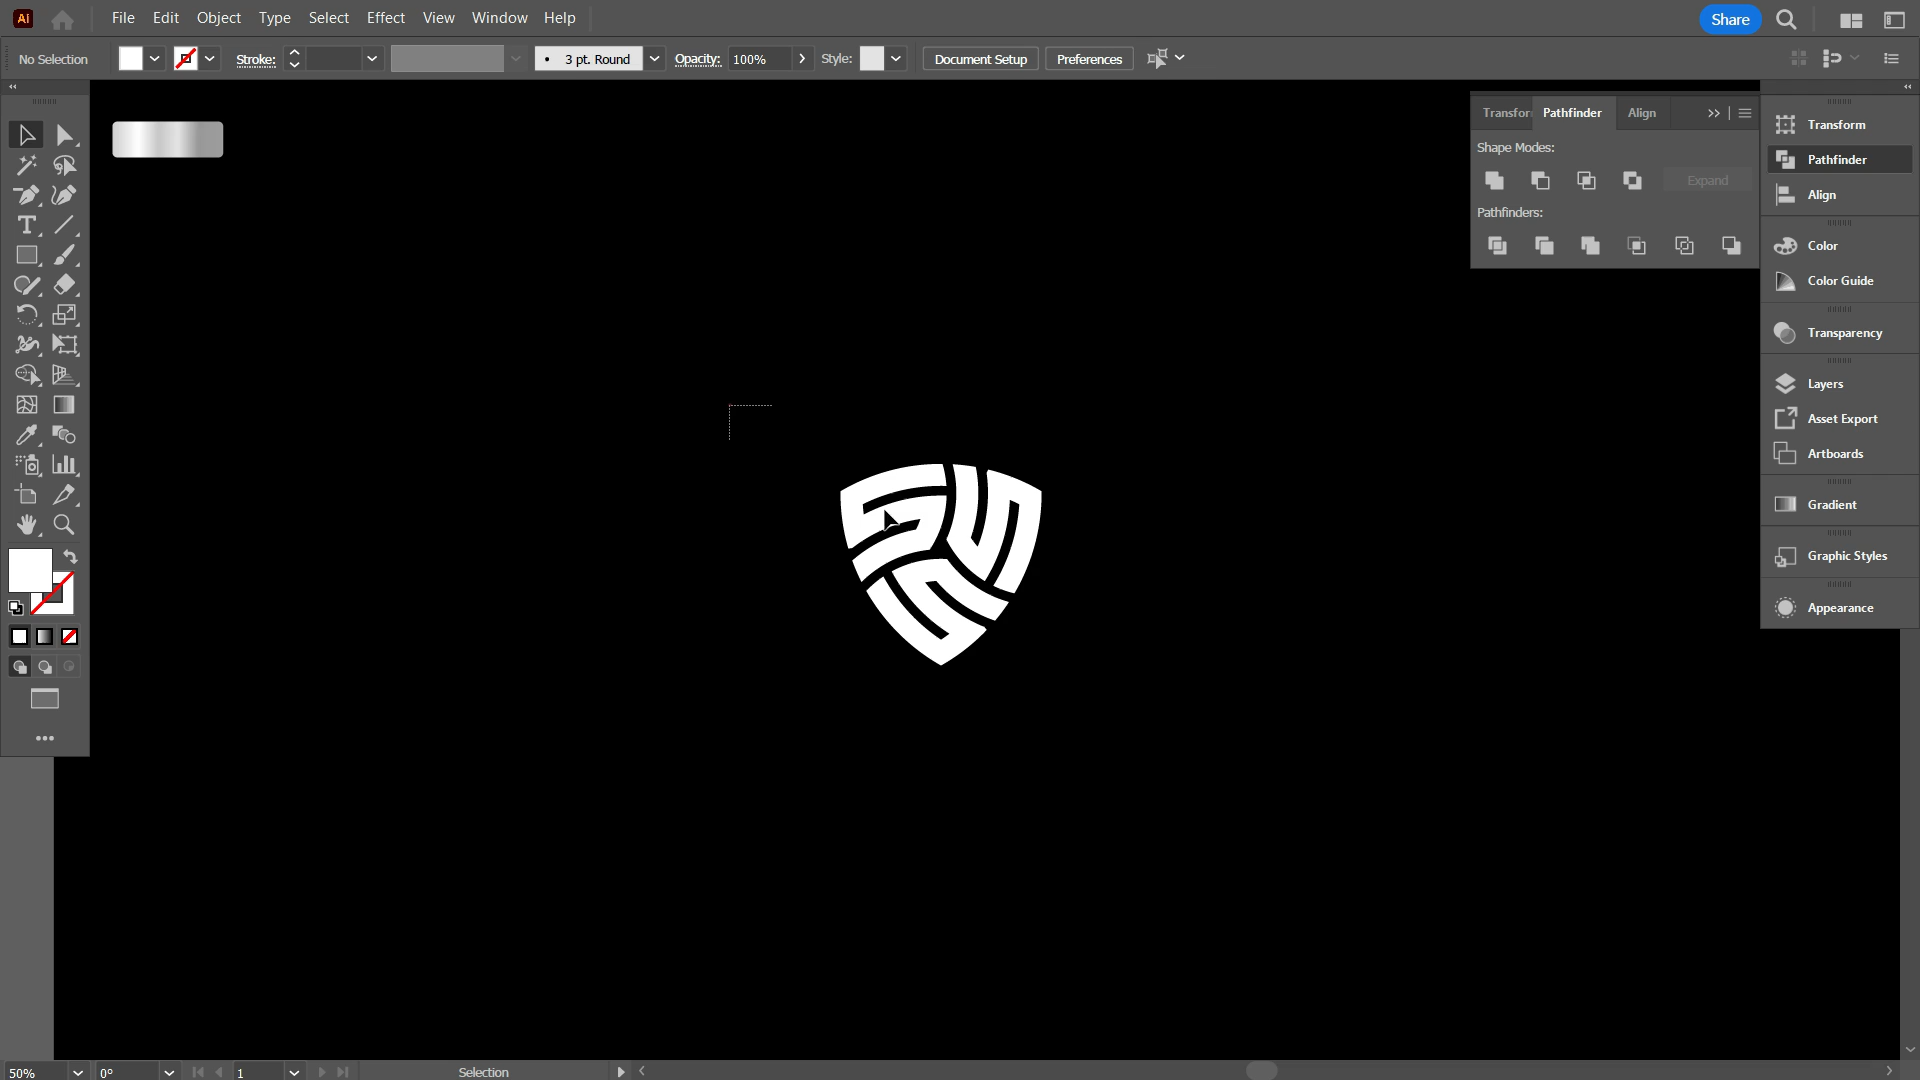 Ai File Edit Object Type Select Effect View Window Help Share
No Selection Stroke: 3 pt. Round Opacity: 100% Style: Document Setup Preferences
Transfor Pathfinder Align
Shape Modes:
Expand
Pathfinders:
Transform
Pathfinder
Align
Color
Color Guide
Transparency
Layers
Asset Export
Artboards
Gradient
Graphic Styles
Appearance
50% 0° 1 Selection